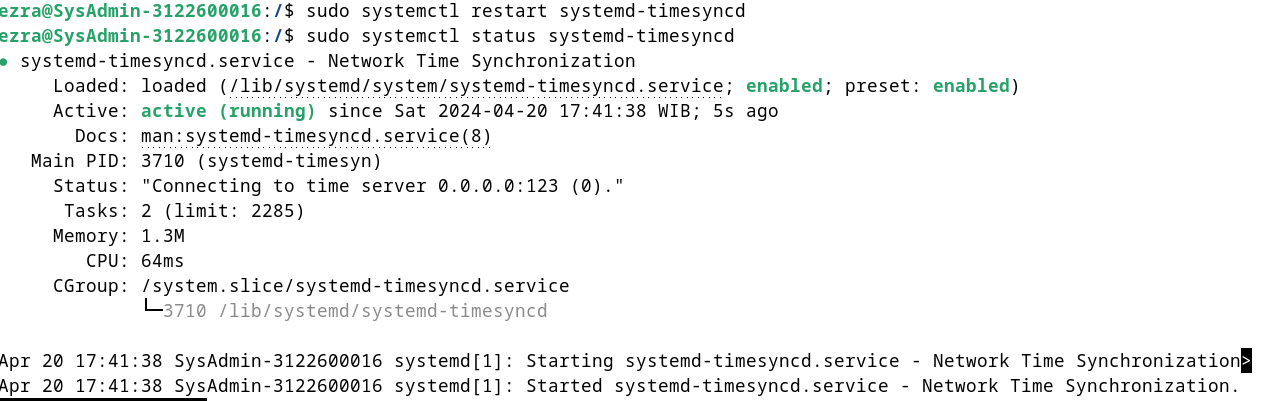 ezra@SysAdmin-3122600016:/$ sudo systemctl restart systemd-timesyncd
ezra@SysAdmin-3122600016:/$ sudo systemctl status systemd-timesyncd
● systemd-timesyncd.service - Network Time Synchronization
     Loaded: loaded (/lib/systemd/system/systemd-timesyncd.service; enabled; preset: enabled)
     Active: active (running) since Sat 2024-04-20 17:41:38 WIB; 5s ago
       Docs: man:systemd-timesyncd.service(8)
   Main PID: 3710 (systemd-timesyn)
     Status: "Connecting to time server 0.0.0.0:123 (0)."
      Tasks: 2 (limit: 2285)
     Memory: 1.3M
        CPU: 64ms
     CGroup: /system.slice/systemd-timesyncd.service
             └─3710 /lib/systemd/systemd-timesyncd
Apr 20 17:41:38 SysAdmin-3122600016 systemd[1]: Starting systemd-timesyncd.service - Network Time Synchronization>
Apr 20 17:41:38 SysAdmin-3122600016 systemd[1]: Started systemd-timesyncd.service - Network Time Synchronization.